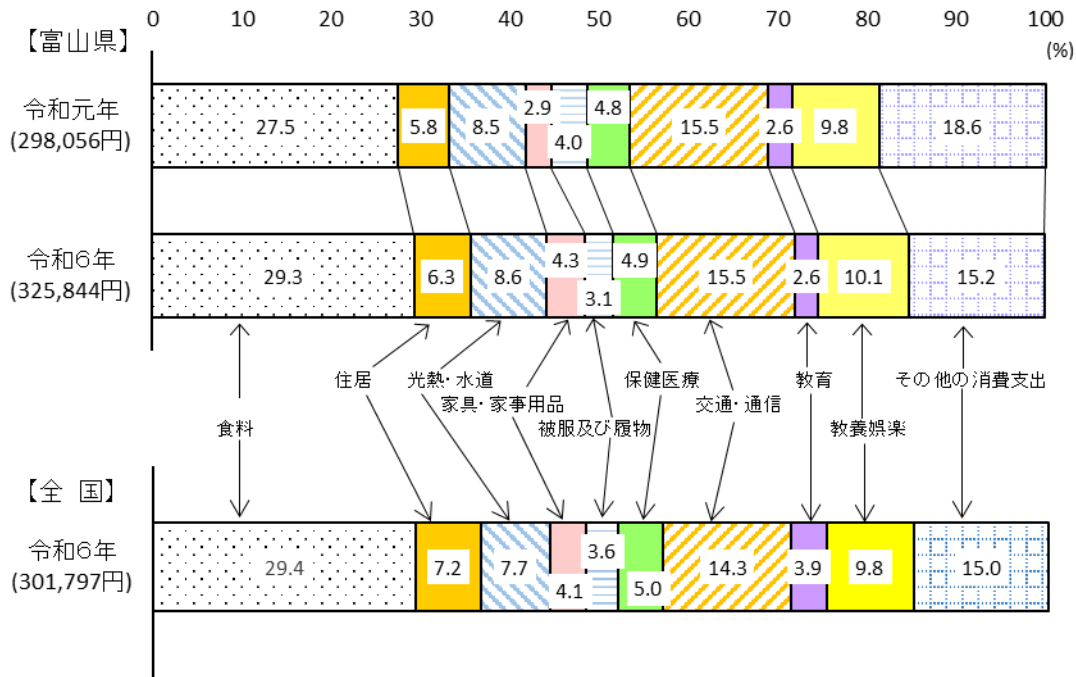 0 10 20 30 40 50 60 70 80 90 100
(%)
【富山県】
令和元年
(298,056円)
27.5 5.8 8.5 2.9 4.0 4.8 15.5 2.6 9.8 18.6
令和6年
(325,844円)
29.3 6.3 8.6 4.3 3.1 4.9 15.5 2.6 10.1 15.2
食料
住居
光熱・水道
家具・家事用品
被服及び履物
保健医療
交通・通信
教育
教養娯楽
その他の消費支出
【全 国】
令和6年
(301,797円)
29.4 7.2 7.7 4.1 3.6 5.0 14.3 3.9 9.8 15.0